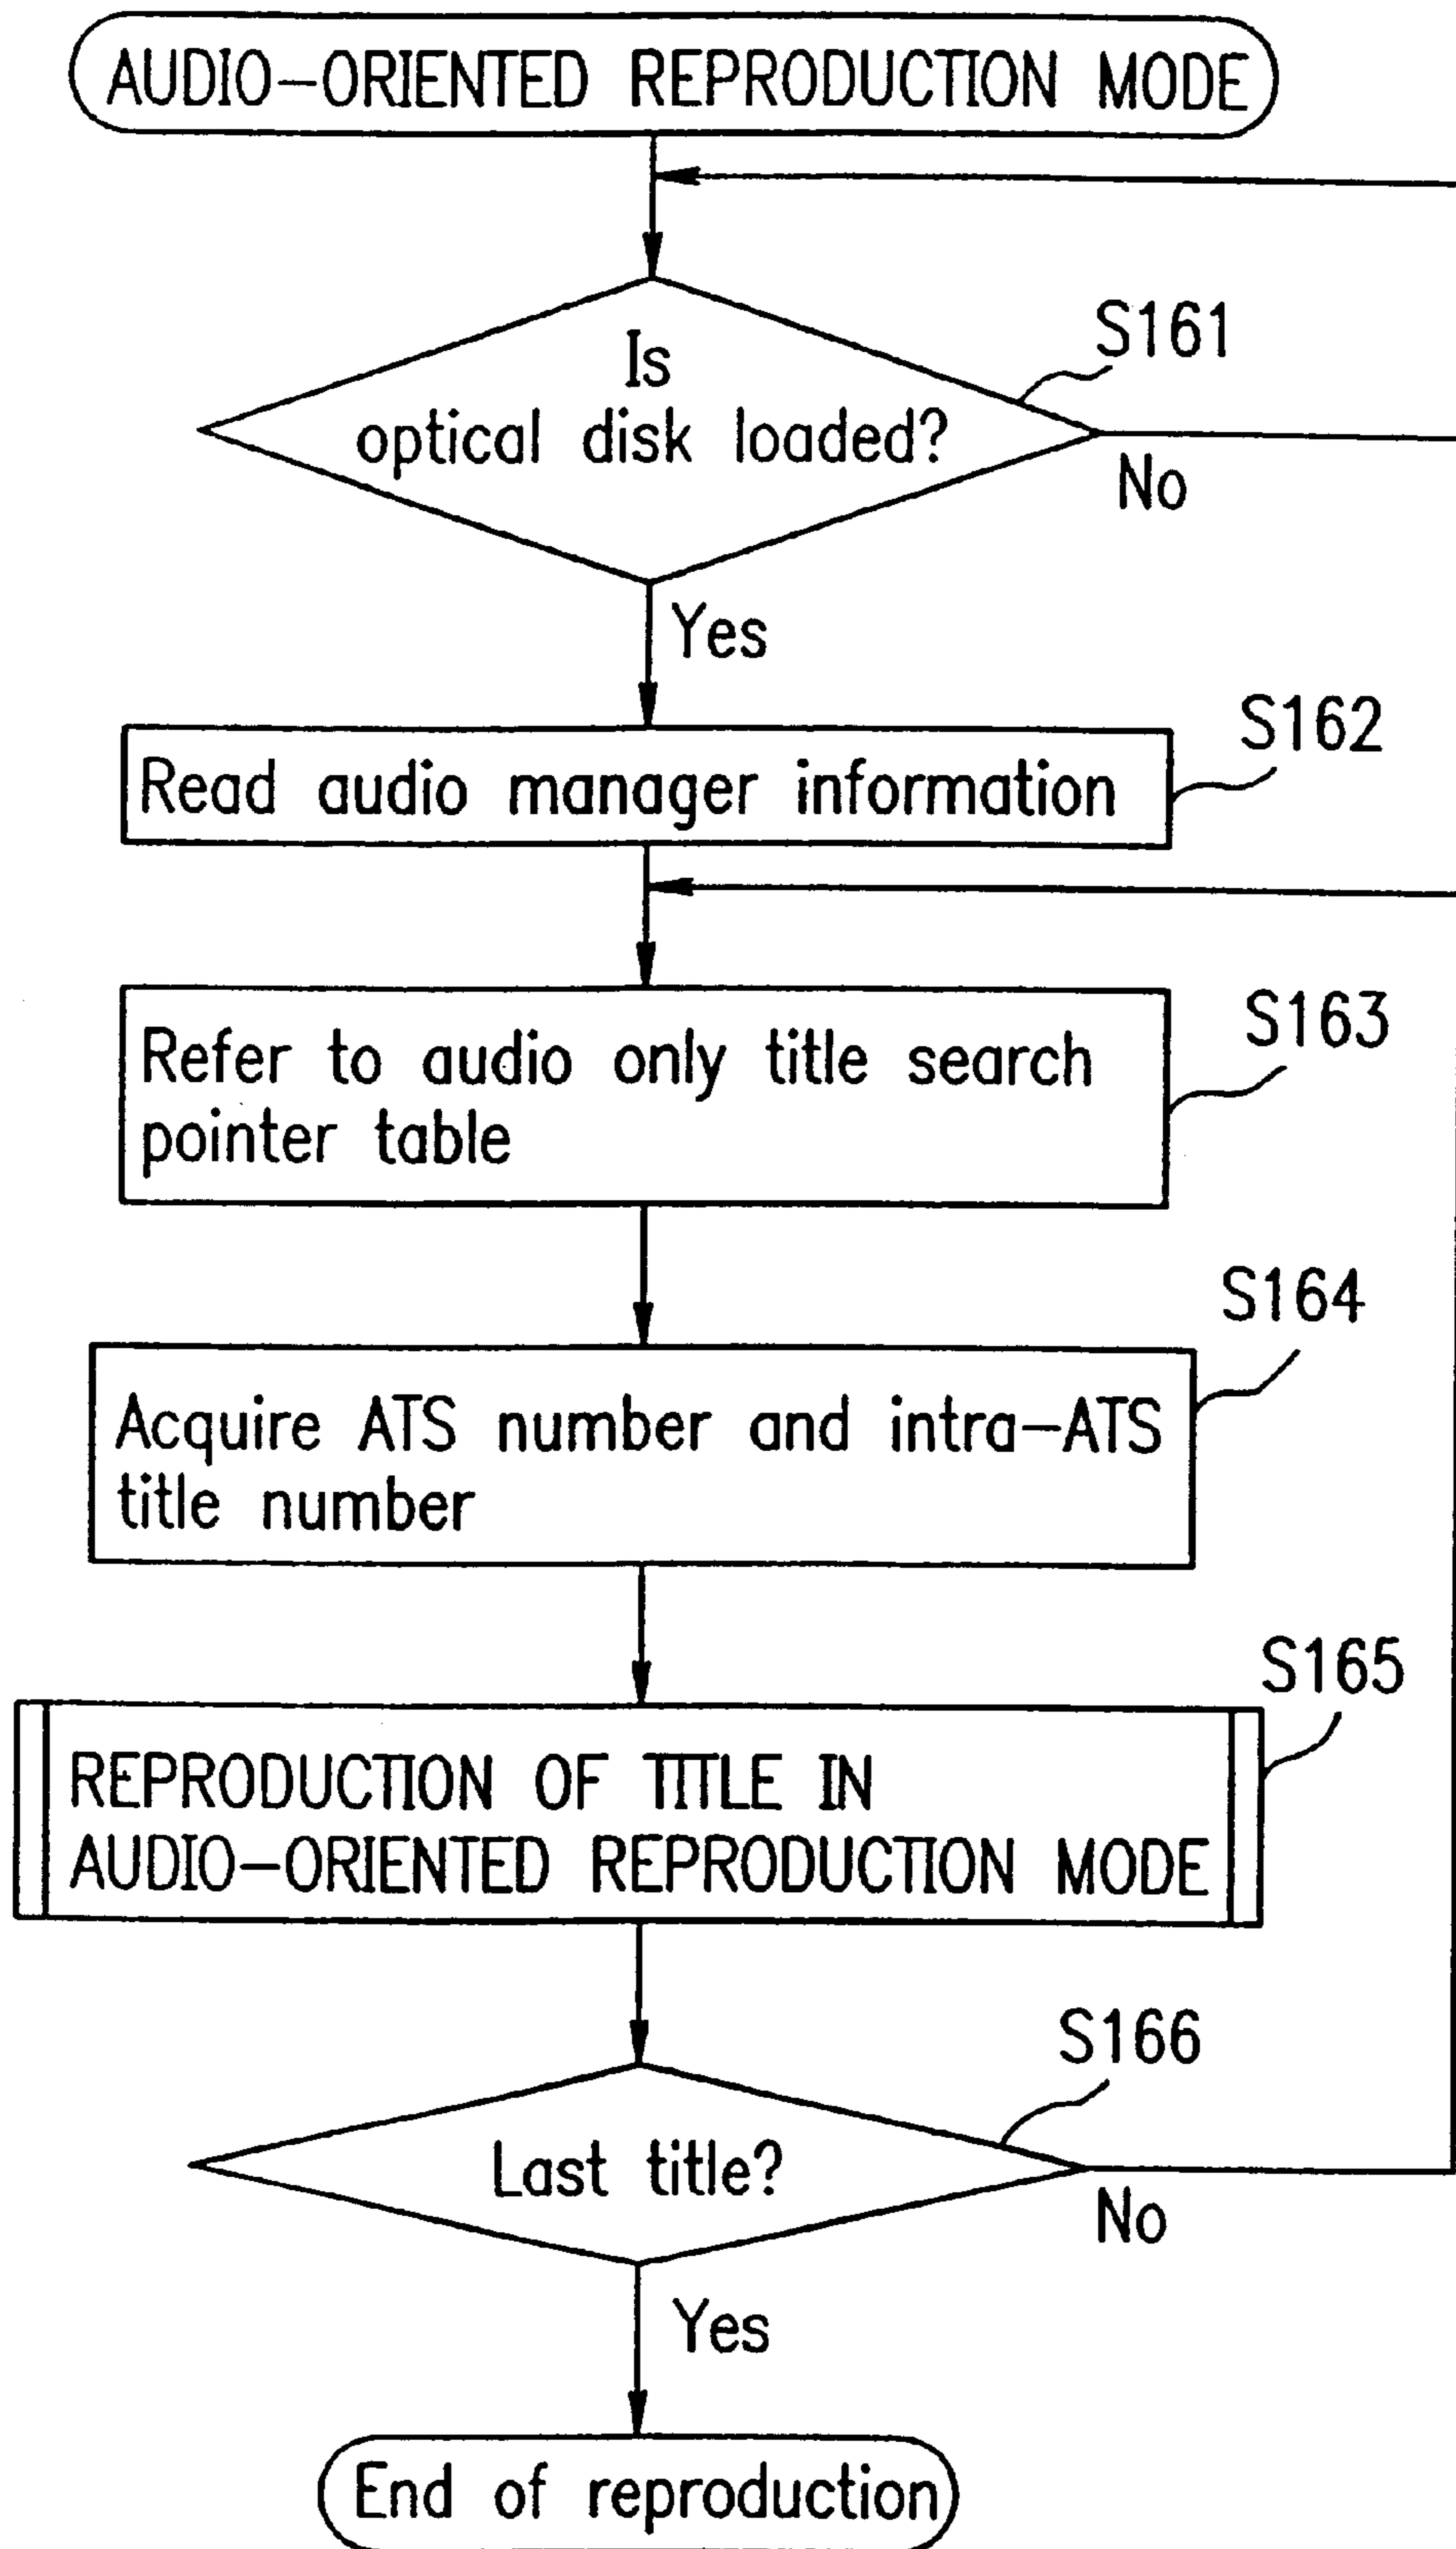 AUDIO-ORIENTED REPRODUCTION MODE
Is
optical disk loaded?
S161
No
Yes
Read audio manager information
S162
Refer to audio only title search
pointer table
S163
Acquire ATS number and intra-ATS
title number
S164
REPRODUCTION OF TITLE IN
AUDIO-ORIENTED REPRODUCTION MODE
S165
Last title?
S166
No
Yes
End of reproduction